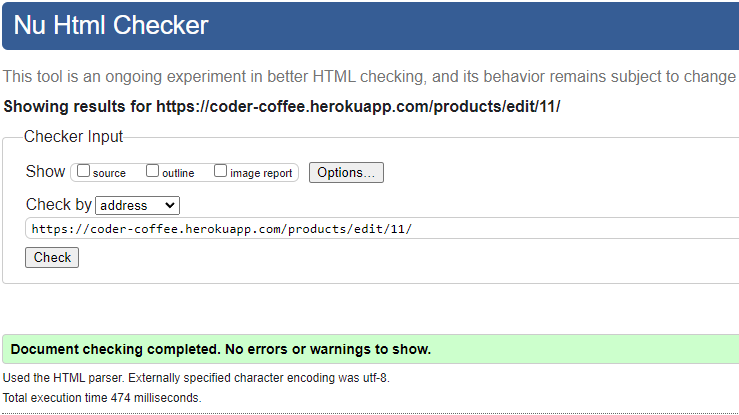 Nu Html Checker
This tool is an ongoing experiment in better HTML checking, and its behavior remains subject to change
Showing results for https://coder-coffee.herokuapp.com/products/edit/11/
Checker Input
Show source outline image report Options...
Check by address
https://coder-coffee.herokuapp.com/products/edit/11/
Check
Document checking completed. No errors or warnings to show.
Used the HTML parser. Externally specified character encoding was utf-8.
Total execution time 474 milliseconds.